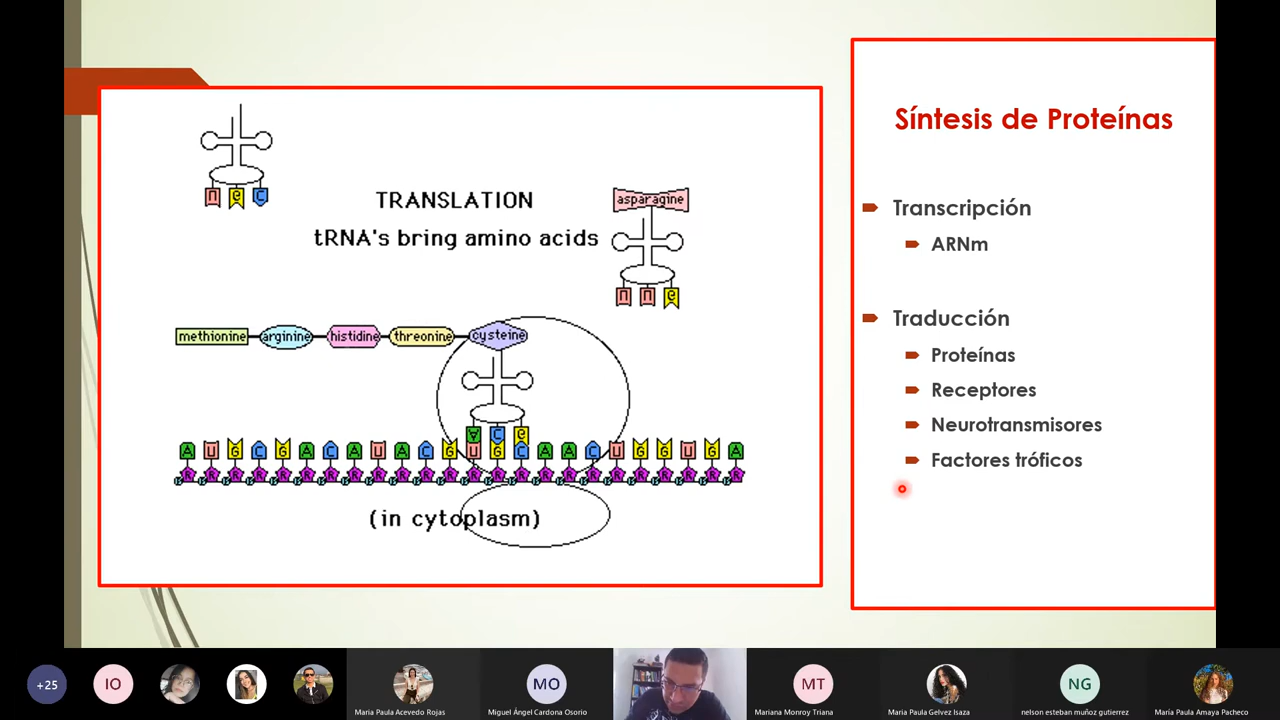 TRANSLATION
tRNA's bring amino acids
asparagine
methionine arginine histidine threonine cysteine
A C
A U G C G A C A U A C G U G C A A C U G G U G A
(in cytoplasm)
Síntesis de Proteínas
Transcripción
ARNm
Traducción
Proteínas
Receptores
Neurotransmisores
Factores tróficos
+25
IO
Maria Paula Acevedo Rojas
MO
Miguel Ángel Cardona Osorio
MT
Mariana Monroy Triana
Maria Paula Gelvez Isaza
NG
nelson esteban muñoz gutierrez
María Paula Amaya Pacheco